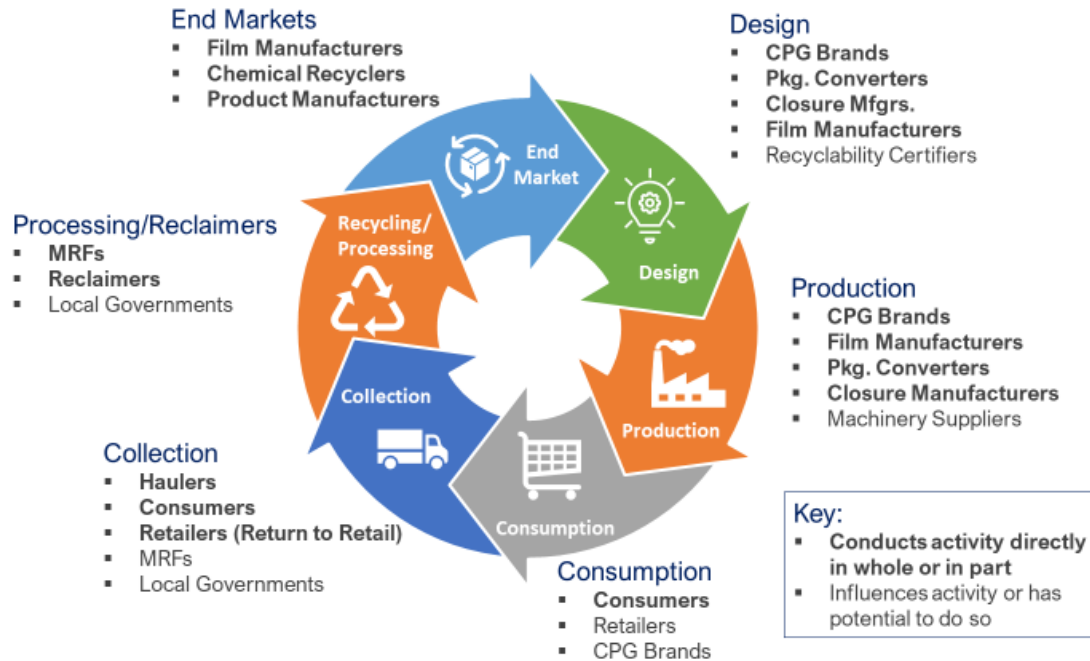 End Markets
▪ Film Manufacturers
▪ Chemical Recyclers
▪ Product Manufacturers
Design
▪ CPG Brands
▪ Pkg. Converters
▪ Closure Mfgrs.
▪ Film Manufacturers
▪ Recyclability Certifiers
End
Market
Recycling/
Processing
Design
Collection
Production
Consumption
Processing/Reclaimers
▪ MRFs
▪ Reclaimers
▪ Local Governments
Production
▪ CPG Brands
▪ Film Manufacturers
▪ Pkg. Converters
▪ Closure Manufacturers
▪ Machinery Suppliers
Collection
▪ Haulers
▪ Consumers
▪ Retailers (Return to Retail)
▪ MRFs
▪ Local Governments
Consumption
▪ Consumers
▪ Retailers
▪ CPG Brands
Key:
▪ Conducts activity directly
in whole or in part
▪ Influences activity or has
potential to do so